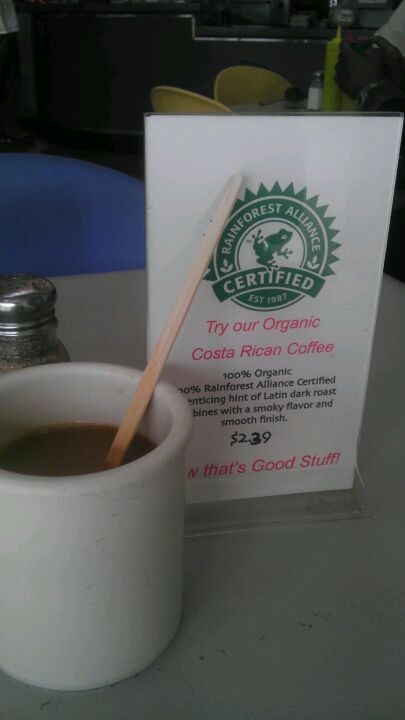 RAINFOREST ALLIANCE
CERTIFIED
EST 1987
Try our Organic
Costa Rican Coffee
100% Organic
Rainforest Alliance Certified
enticing hint of Latin dark roast
with a smoky flavor and
smooth finish.
$2.39
that's Good Stuff!